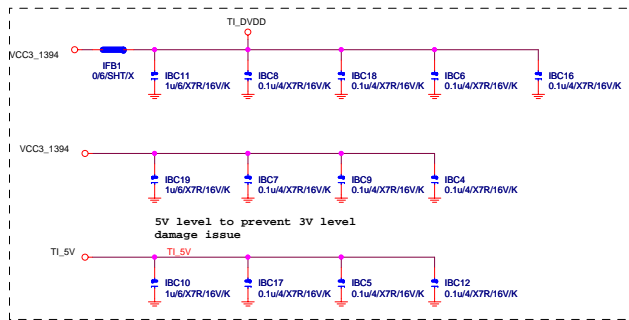 TI_DVDD
VCC3_1394
IFB1
0/6/SHT/X
IBC11
1u/6/X7R/16V/K
IBC8
0.1u/4/X7R/16V/K
IBC18
0.1u/4/X7R/16V/K
IBC6
0.1u/4/X7R/16V/K
IBC16
0.1u/4/X7R/16V/K
VCC3_1394
IBC19
1u/6/X7R/16V/K
IBC7
0.1u/4/X7R/16V/K
IBC9
0.1u/4/X7R/16V/K
IBC4
0.1u/4/X7R/16V/K
5V level to prevent 3V level
damage issue
TI_5V
TI_5V
IBC10
1u/6/X7R/16V/K
IBC17
0.1u/4/X7R/16V/K
IBC5
0.1u/4/X7R/16V/K
IBC12
0.1u/4/X7R/16V/K